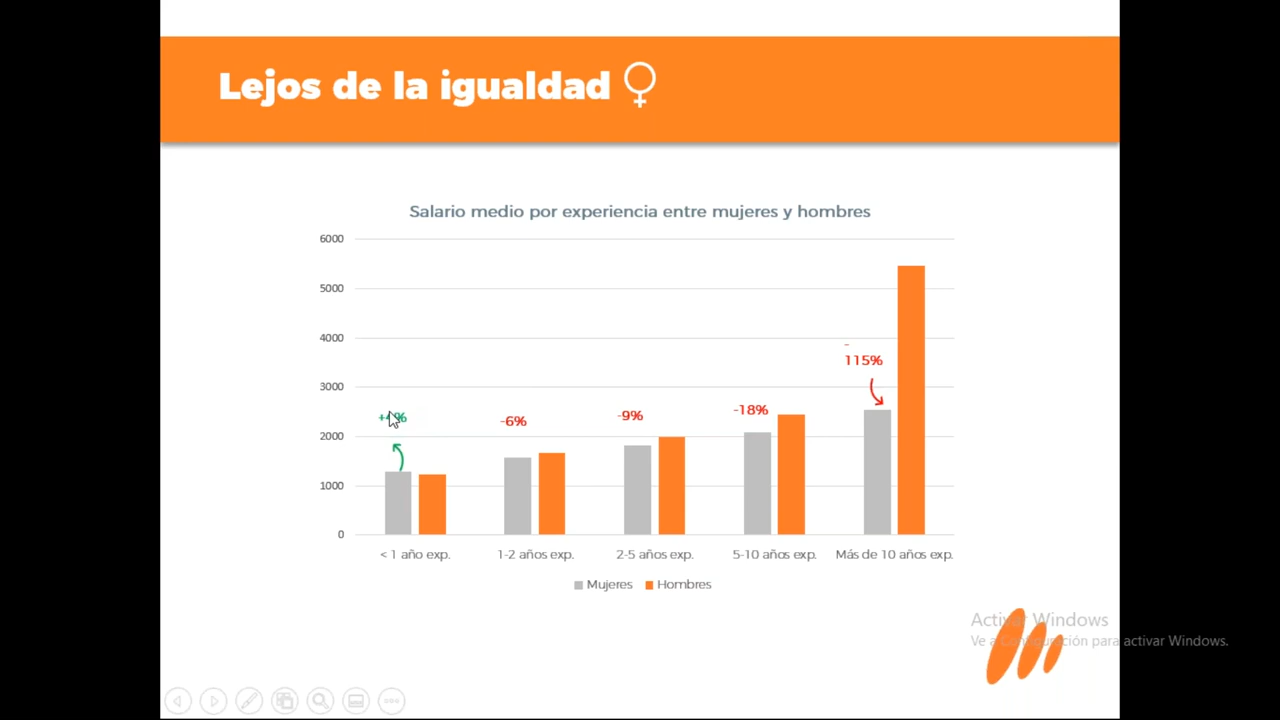 Lejos de la igualdad
Salario medio por experiencia entre mujeres y hombres
6000
5000
4000
3000
2000
1000
0
-6%
-9%
-18%
-
115%
< 1 año exp.
1-2 años exp.
2-5 años exp.
5-10 años exp.
Más de 10 años exp.
Mujeres
Hombres
Activar Windows
Ve a Configuración para activar Windows.